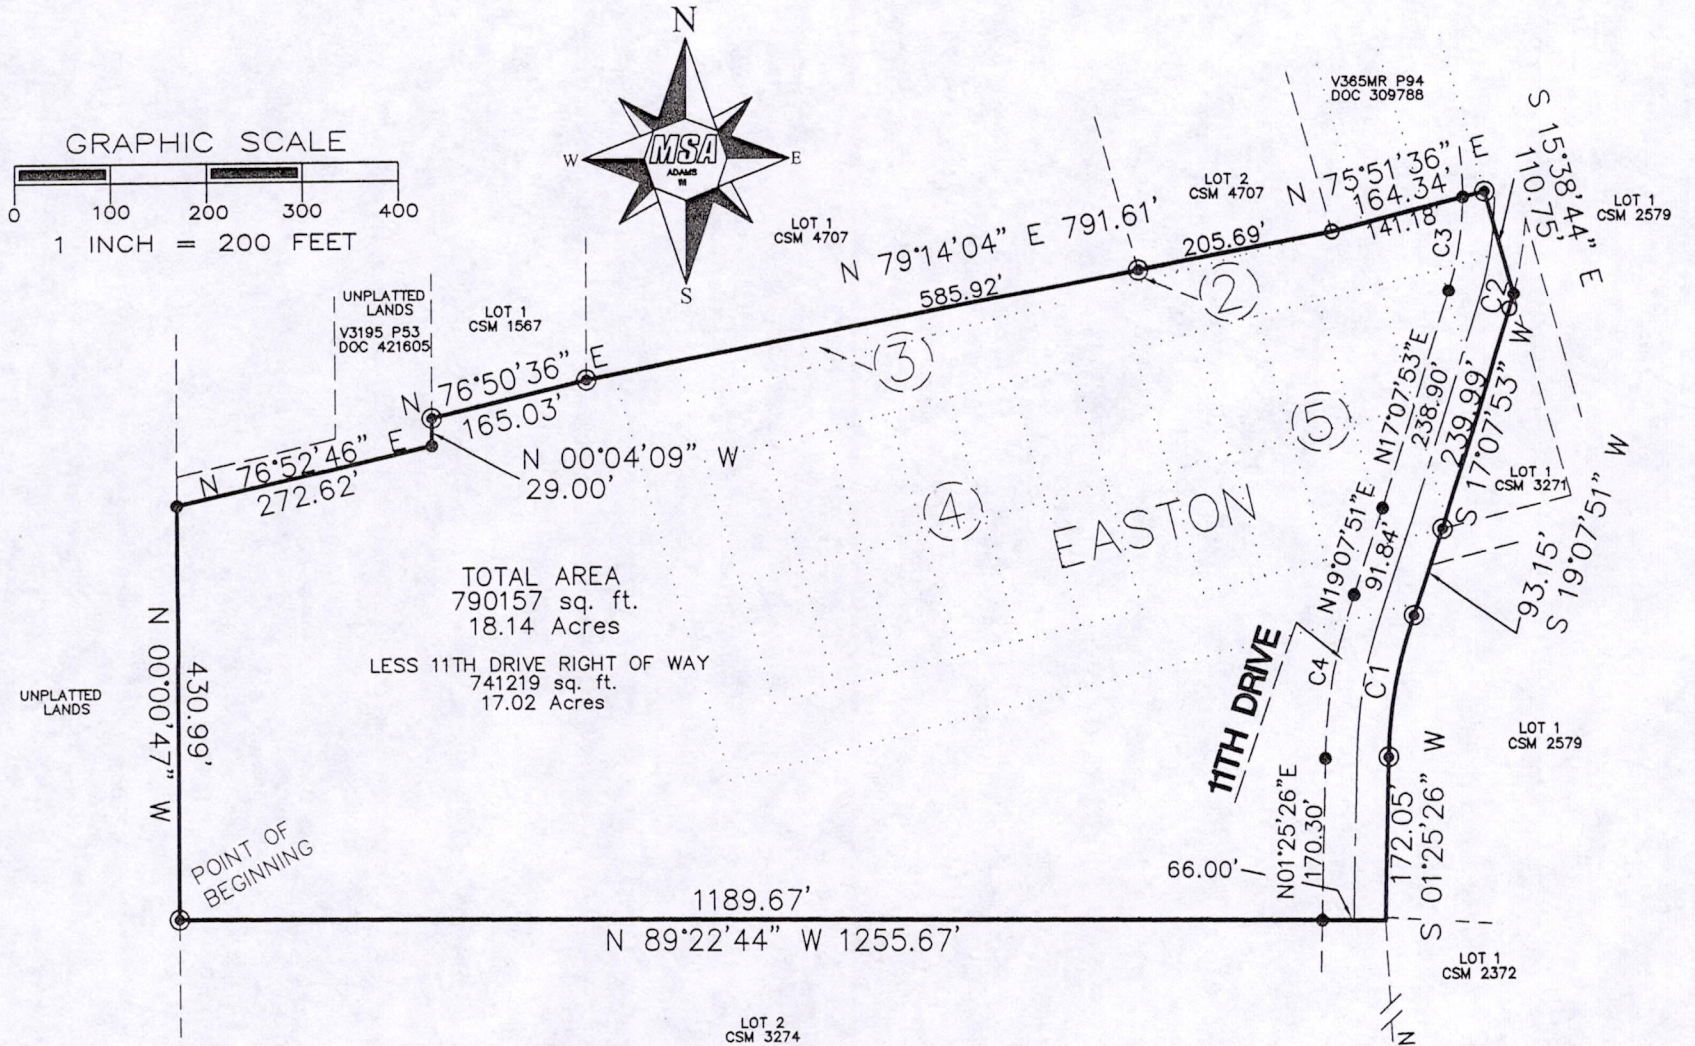 N
W
E
S
MSA
ADAMS
WI
GRAPHIC SCALE
0 100 200 300 400
1 INCH = 200 FEET
V365MR P94
DOC 309788
LOT 1
CSM 4707
LOT 2
CSM 4707
LOT 1
CSM 2579
N 75°51'36" E
164.34'
141.18'
S 15°38'44" E
110.75'
N 79°14'04" E 791.61'
585.92'
205.69'
C3
C2
UNPLATTED
LANDS
V3195 P53
DOC 421605
LOT 1
CSM 1567
N 76°50'36" E
165.03'
N 76°52'46" E
272.62'
N 00°04'09" W
29.00'
2
3
4
5
EASTON
N17°07'53"E
238.90'
239.99'
S 17°07'53" W
LOT 1
CSM 3271
N19°07'51"E
91.84'
93.15'
S 19°07'51" W
TOTAL AREA
790157 sq. ft.
18.14 Acres
LESS 11TH DRIVE RIGHT OF WAY
741219 sq. ft.
17.02 Acres
UNPLATTED
LANDS
N 00°00'47" W
430.99'
11TH DRIVE
C4
C1
LOT 1
CSM 2579
POINT OF
BEGINNING
66.00'
N01°25'26"E
170.30'
172.05'
S 01°25'26" W
1189.67'
N 89°22'44" W 1255.67'
LOT 1
CSM 2372
LOT 2
CSM 3274
N